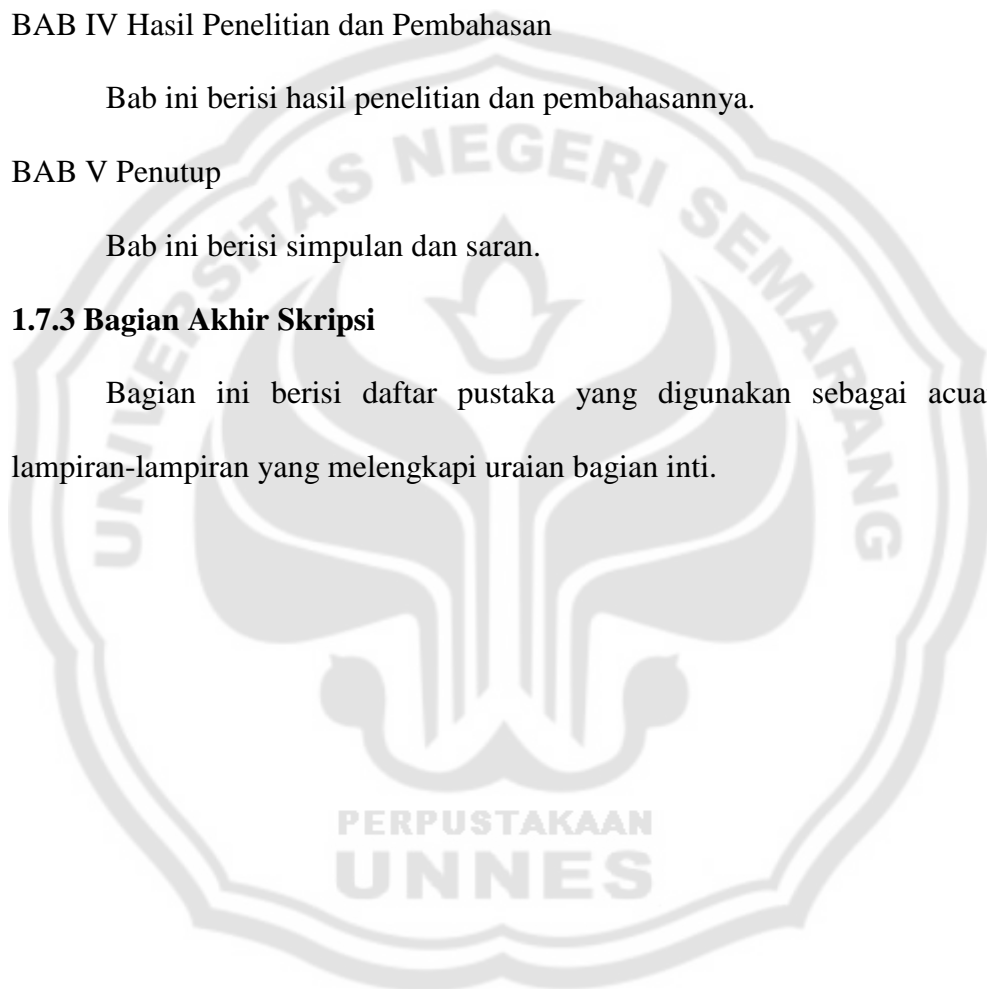 BAB IV Hasil Penelitian dan Pembahasan
Bab ini berisi hasil penelitian dan pembahasannya.
BAB V Penutup
Bab ini berisi simpulan dan saran.
1.7.3 Bagian Akhir Skripsi
Bagian ini berisi daftar pustaka yang digunakan sebagai acua
lampiran-lampiran yang melengkapi uraian bagian inti.
UNIVERSITAS NEGERI SEMARANG
PERPUSTAKAAN
UNNES